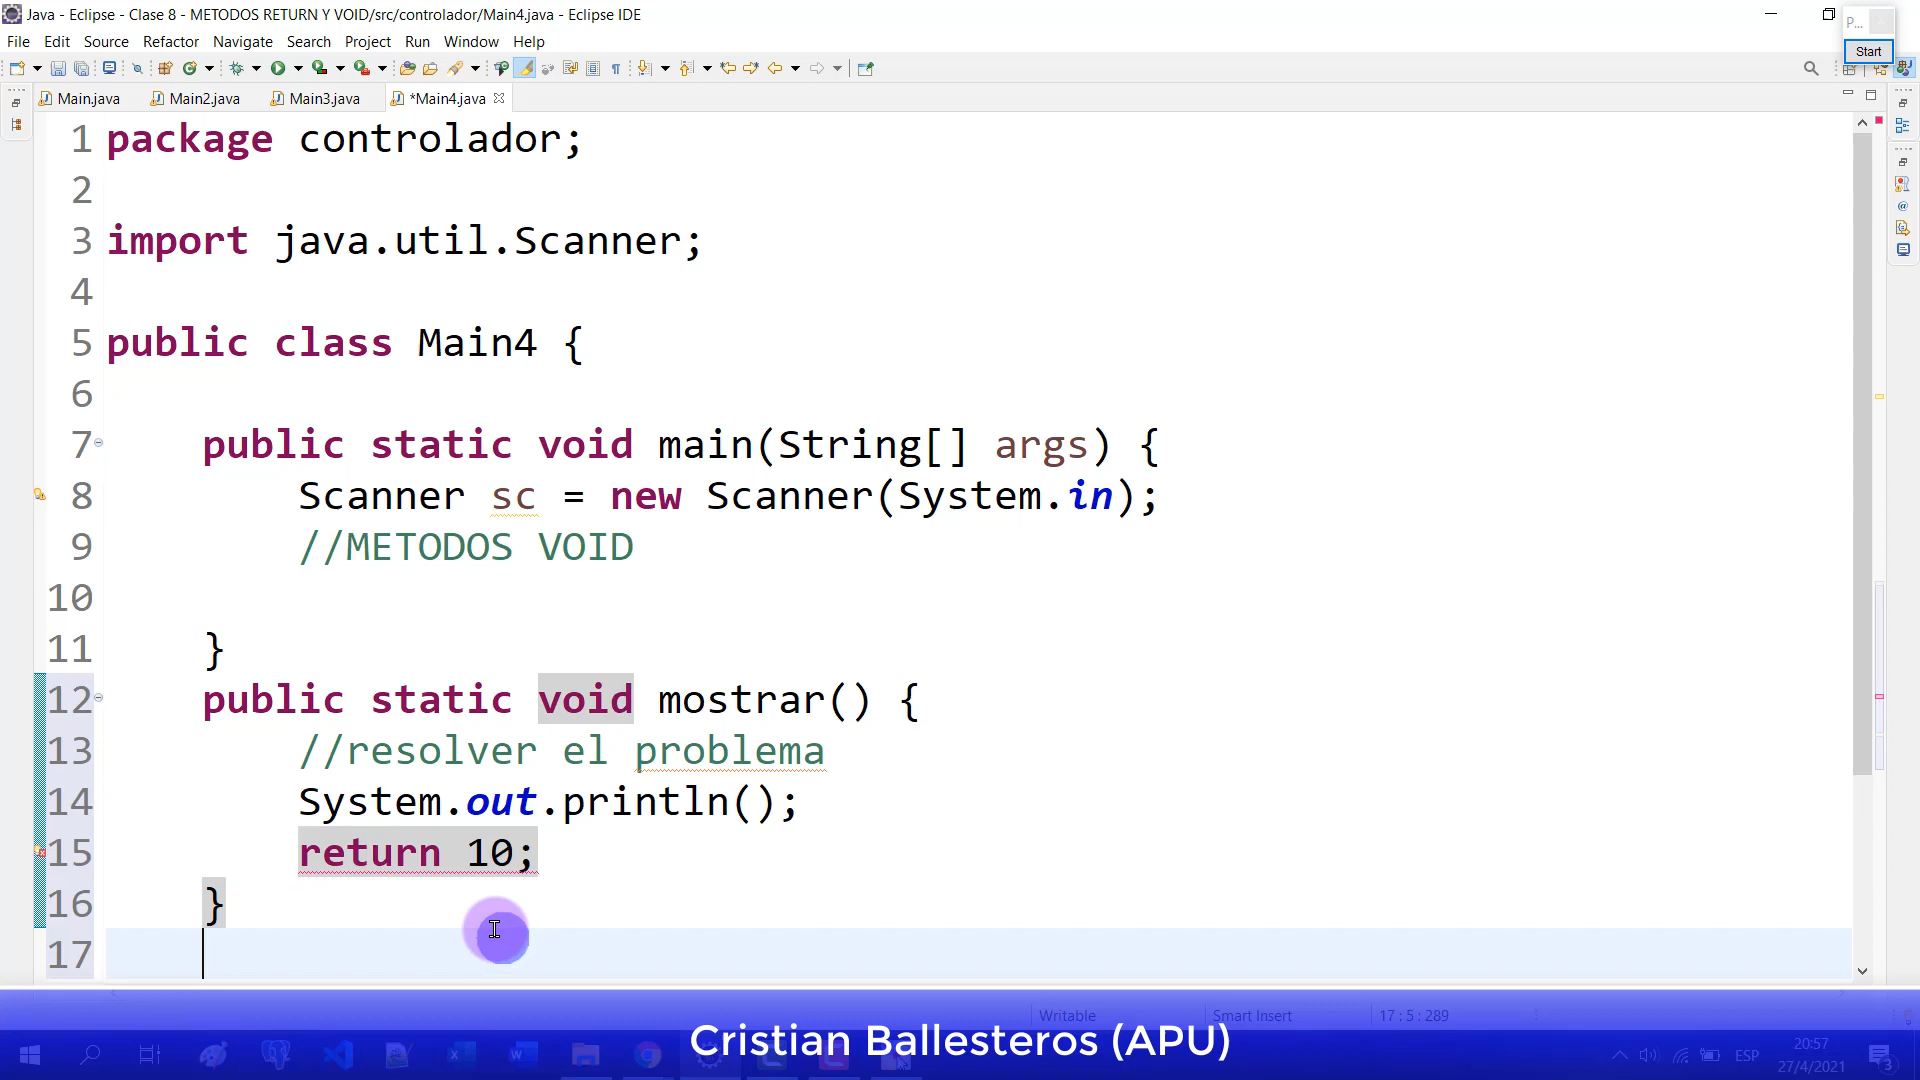 Java - Eclipse - Clase 8 - METODOS RETURN Y VOID/src/controlador/Main4.java - Eclipse IDE
P...
File Edit Source Refactor Navigate Search Project Run Window Help
Start
Main.java Main2.java Main3.java *Main4.java
1 package controlador;
2
3 import java.util.Scanner;
4
5 public class Main4 {
6
7 public static void main(String[] args) {
8 Scanner sc = new Scanner(System.in);
9 //METODOS VOID
10
11 }
12 public static void mostrar() {
13 //resolver el problema
14 System.out.println();
15 return 10;
16 }
17
Writable Smart Insert 17 : 5 : 289
Cristian Ballesteros (APU)
ESP
20:57
27/4/2021
3